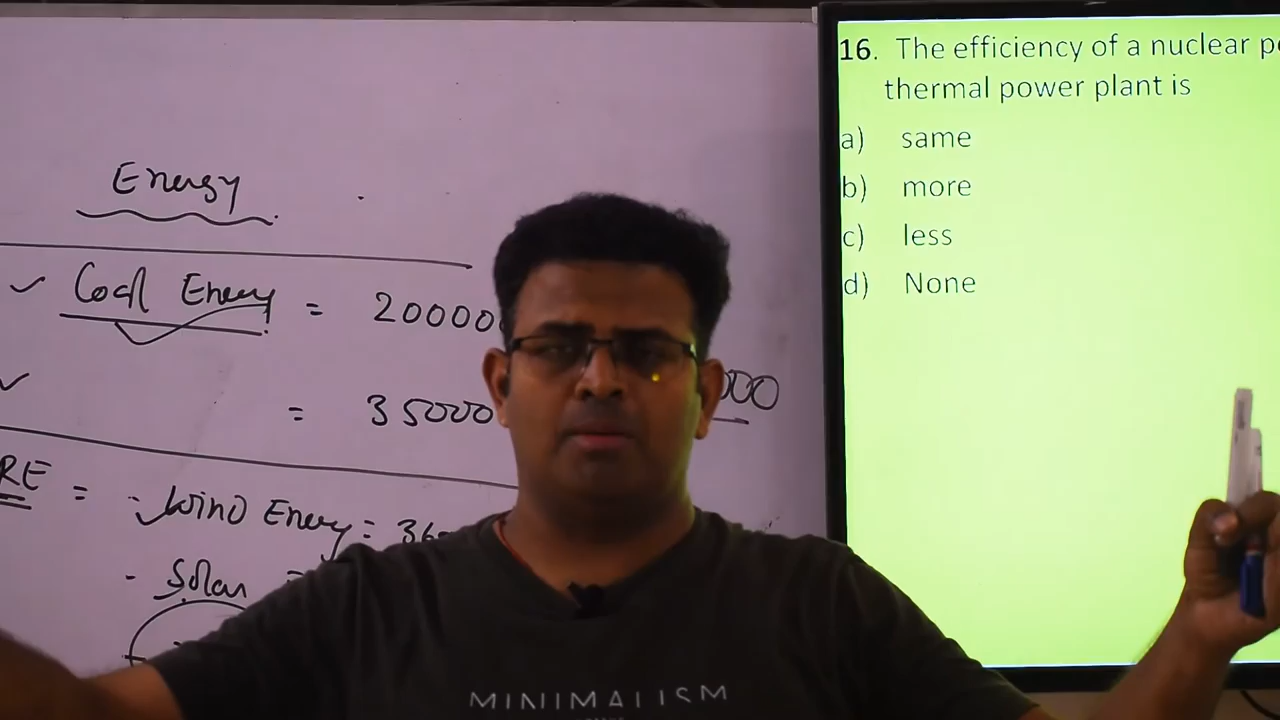 Energy
Coal Energy = 20000
= 35000 000
RE = - Wind Energy = 36
- Solar =
16. The efficiency of a nuclear po
thermal power plant is
a) same
b) more
c) less
d) None
MINIMALISM